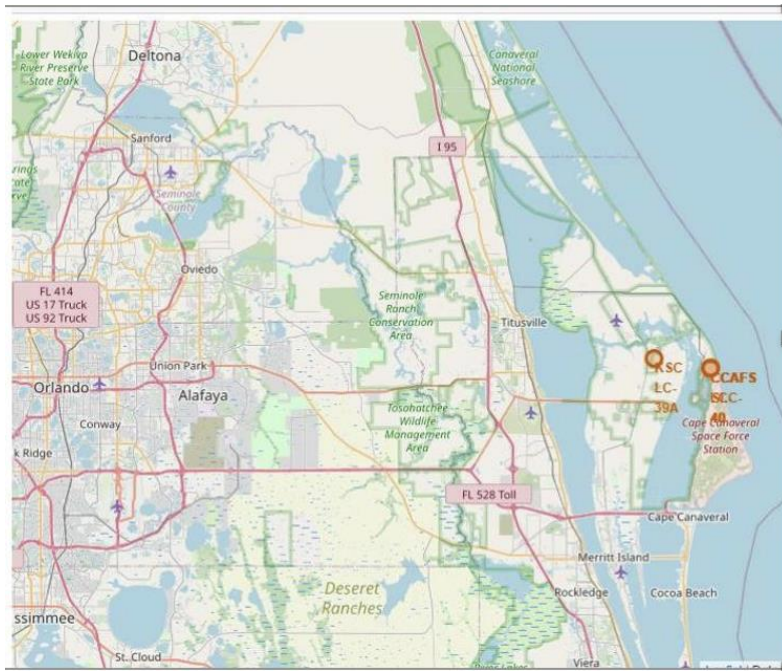 Lower Wekiva
River Preserve
State Park
Deltona
Canaveral
National
Seashore
Sanford
I 95
Seminole
County
FL 414
US 17 Truck
US 92 Truck
Oviedo
Seminole
Ranch
Conservation
Area
Titusville
Union Park
Orlando
Alafaya
KSC
LC-
39A
CCAFS
SLC-
40
Conway
Tosohatchee
Wildlife
Management
Area
Cape Canaveral
Space Force
Station
k Ridge
FL 528 Toll
Cape Canaveral
Merritt Island
Deseret
Ranches
Rockledge
Cocoa Beach
issimmee
St. Cloud
Viera